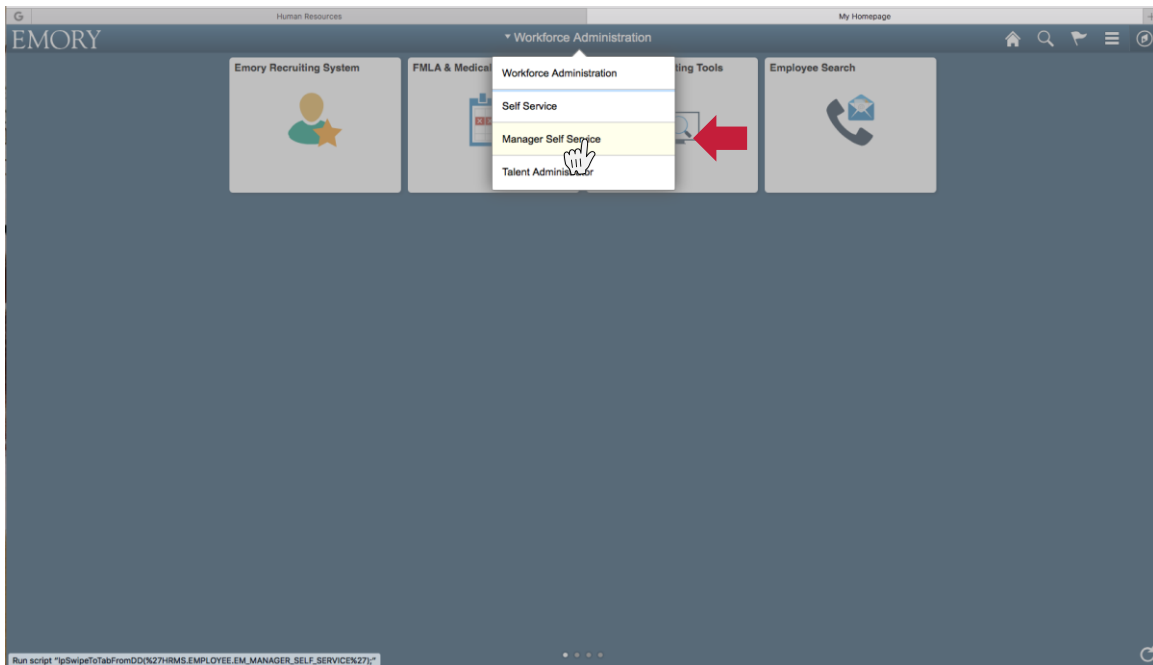 G
Human Resources
My Homepage
+
EMORY
Workforce Administration
Emory Recruiting System
FMLA & Medical
ting Tools
Employee Search
Workforce Administration
Self Service
Manager Self Service
Talent Administrator
Run script "lpSwipeToTabFromDD(%27HRMS.EMPLOYEE.EM_MANAGER_SELF_SERVICE%27);"